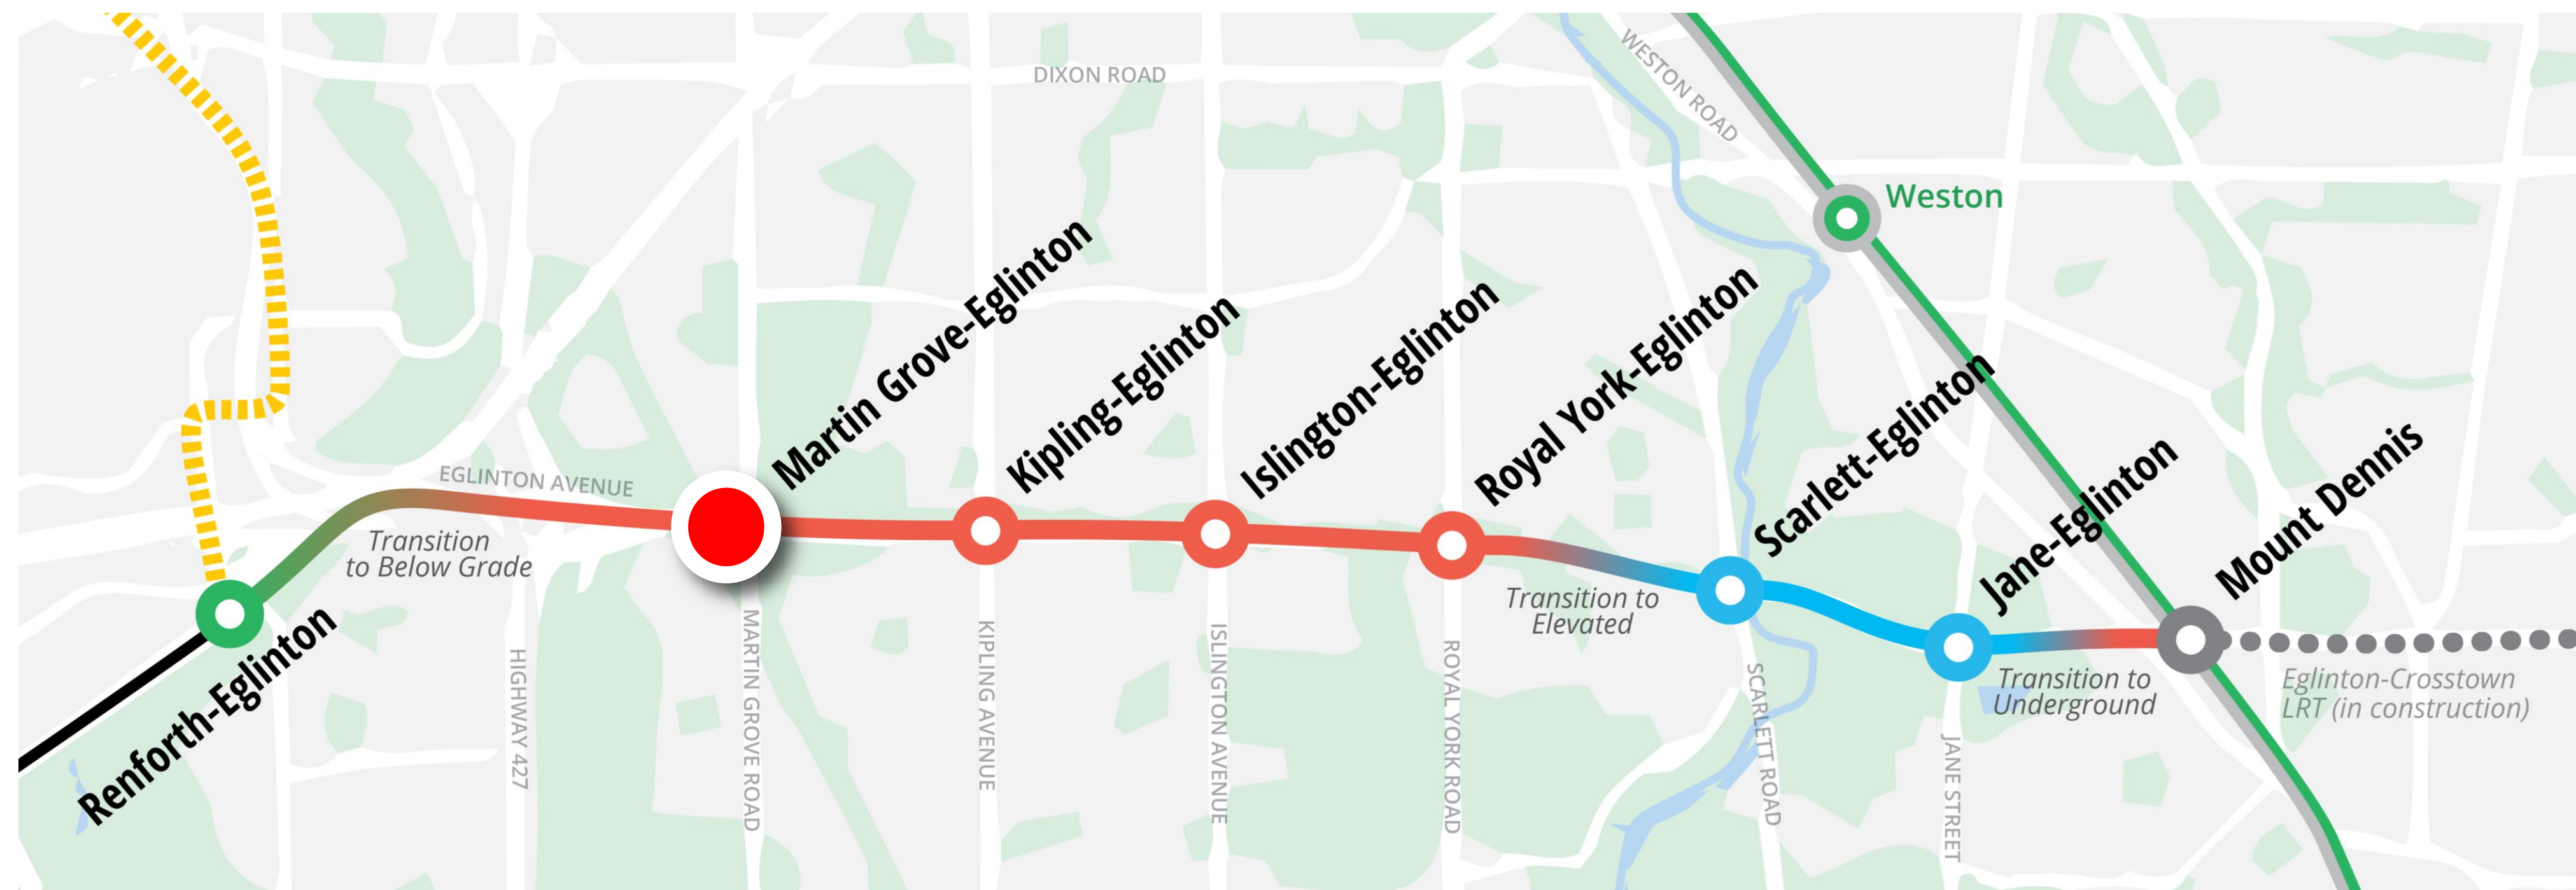 DIXON ROAD
WESTON ROAD
Weston
Martin Grove-Eglinton
Kipling-Eglinton
Islington-Eglinton
Royal York-Eglinton
Scarlett-Eglinton
Jane-Eglinton
Mount Dennis
Renforth-Eglinton
EGLINTON AVENUE
Transition
to Below Grade
Transition to
Elevated
Transition to
Underground
Eglinton-Crosstown
LRT (in construction)
HIGHWAY 427
MARTIN GROVE ROAD
KIPLING AVENUE
ISLINGTON AVENUE
ROYAL YORK ROAD
SCARLETT ROAD
JANE STREET